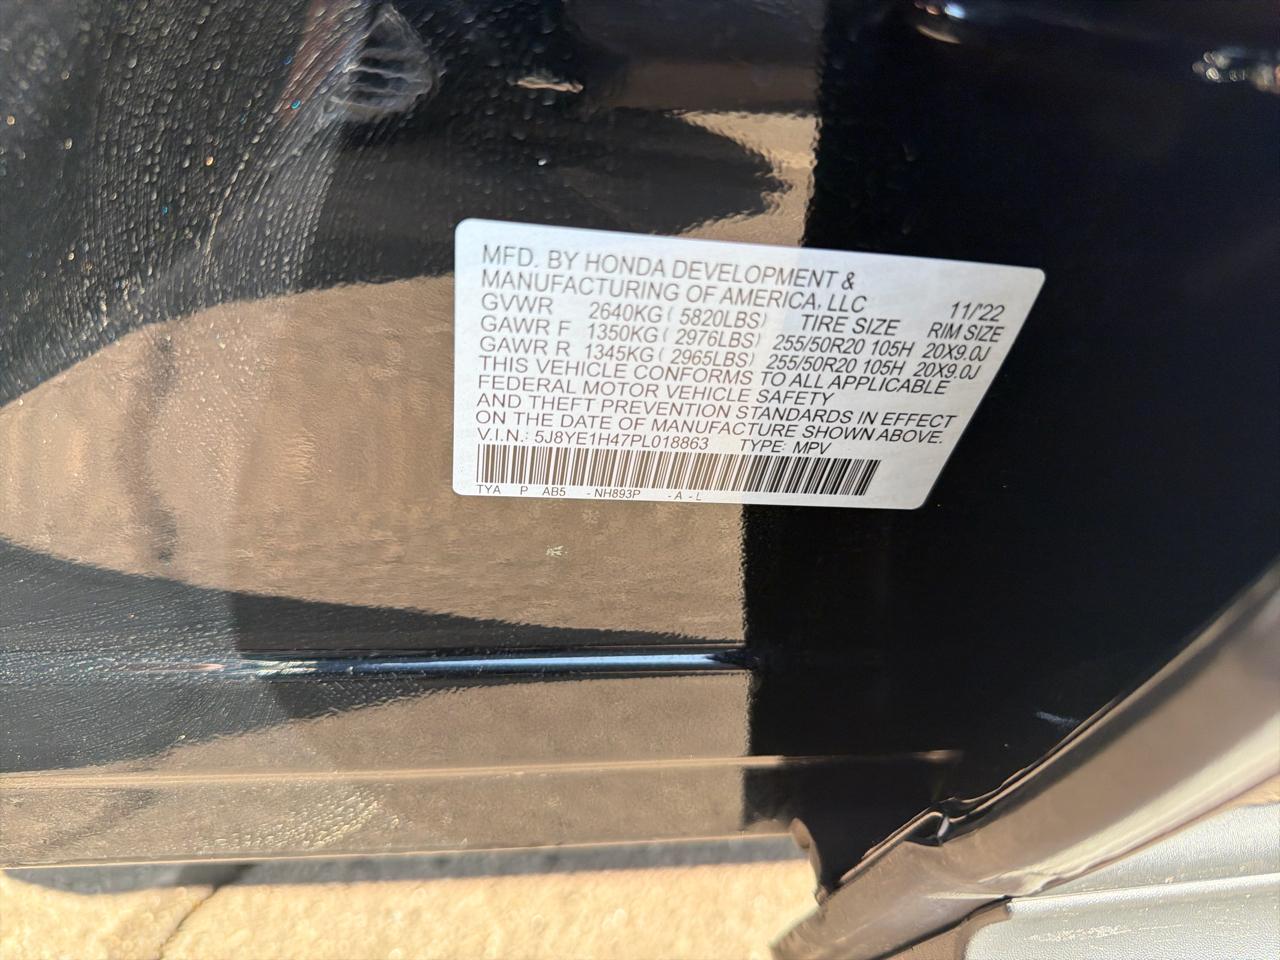 MFD. BY HONDA DEVELOPMENT &
MANUFACTURING OF AMERICA, LLC 11/'22
GVWR 2640KG ( 5820LBS) TIRE SIZE RIM SIZE
GAWR F 1350KG ( 2976LBS) 255/50R20 105H 20X9.0J
GAWR R 1345KG ( 2965LBS) 255/50R20 105H 20X9.0J
THIS VEHICLE CONFORMS TO ALL APPLICABLE
FEDERAL MOTOR VEHICLE SAFETY
AND THEFT PREVENTION STANDARDS IN EFFECT
ON THE DATE OF MANUFACTURE SHOWN ABOVE.
V.I.N.: 5J8YE1H47PL018863 TYPE: MPV
TYA P AB5 - NH893P - A - L